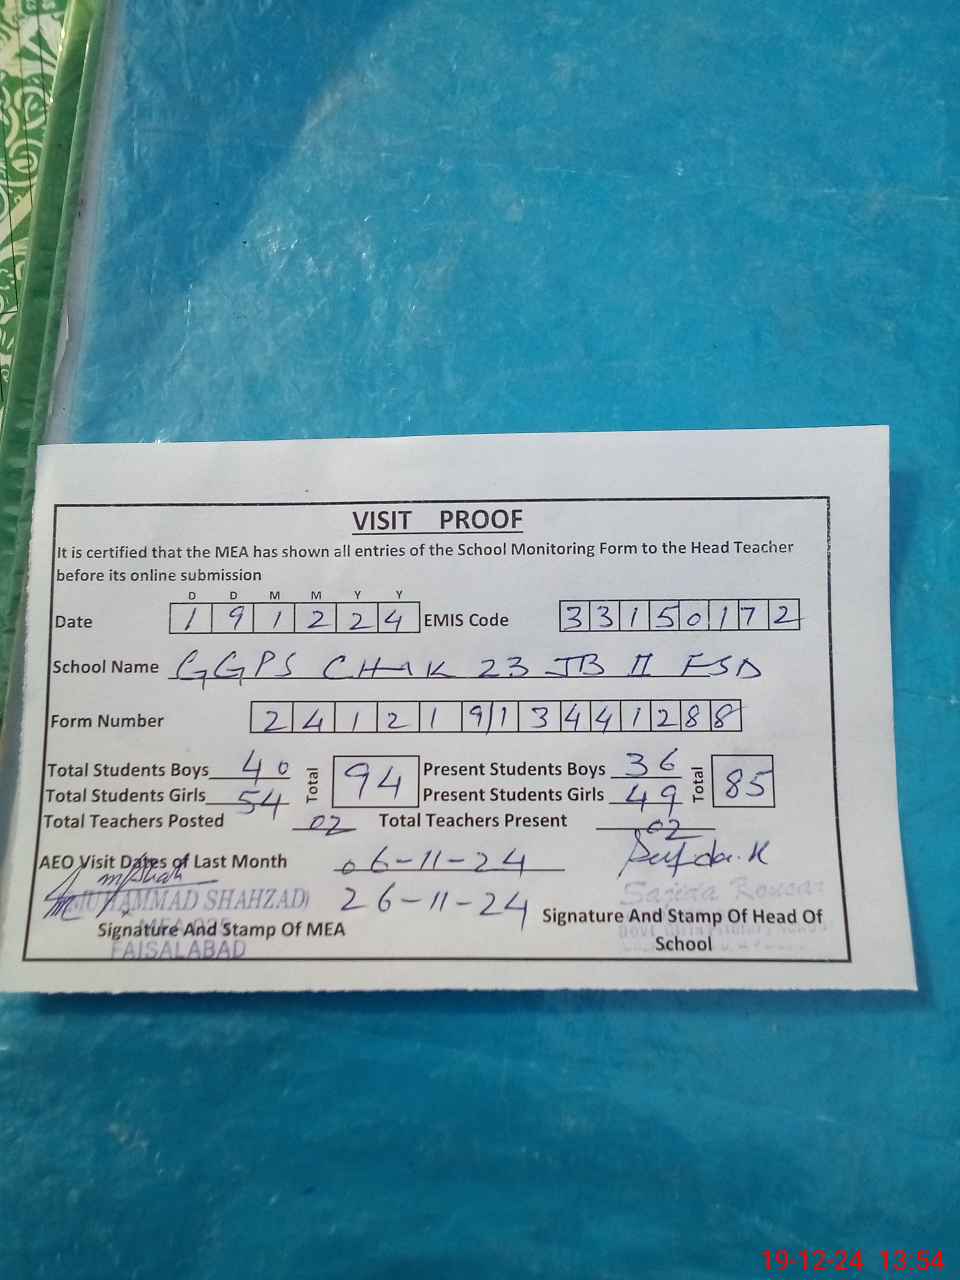 VISIT PROOF
It is certified that the MEA has shown all entries of the School Monitoring Form to the Head Teacher
before its online submission
D D M M Y Y
Date 1 9 1 2 2 4 EMIS Code 3 3 1 5 0 1 7 2
School Name GGPS CHAK 23 JB II FSD
Form Number 2 4 1 2 1 9 1 3 4 4 1 2 8 8
Total Students Boys 40 Total 94 Present Students Boys 36 Total 85
Total Students Girls 54 Present Students Girls 49
Total Teachers Posted 02 Total Teachers Present 02
AEO Visit Dates of Last Month 06-11-24
(MUHAMMAD SHAHZAD) 26-11-24 Sajida Kousar
Signature And Stamp Of MEA Signature And Stamp Of Head Of
School
FAISALABAD
19-12-24 13:54